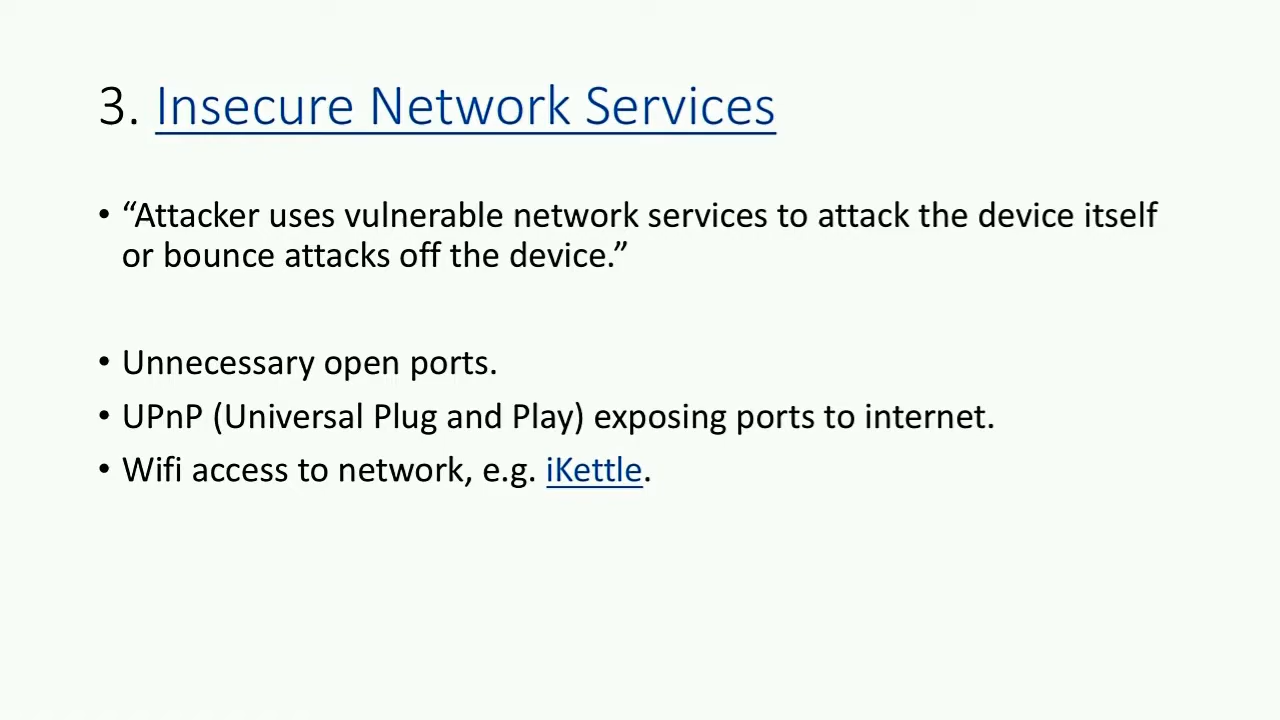 3. Insecure Network Services
• “Attacker uses vulnerable network services to attack the device itself
or bounce attacks off the device.”
• Unnecessary open ports.
• UPnP (Universal Plug and Play) exposing ports to internet.
• Wifi access to network, e.g. iKettle.